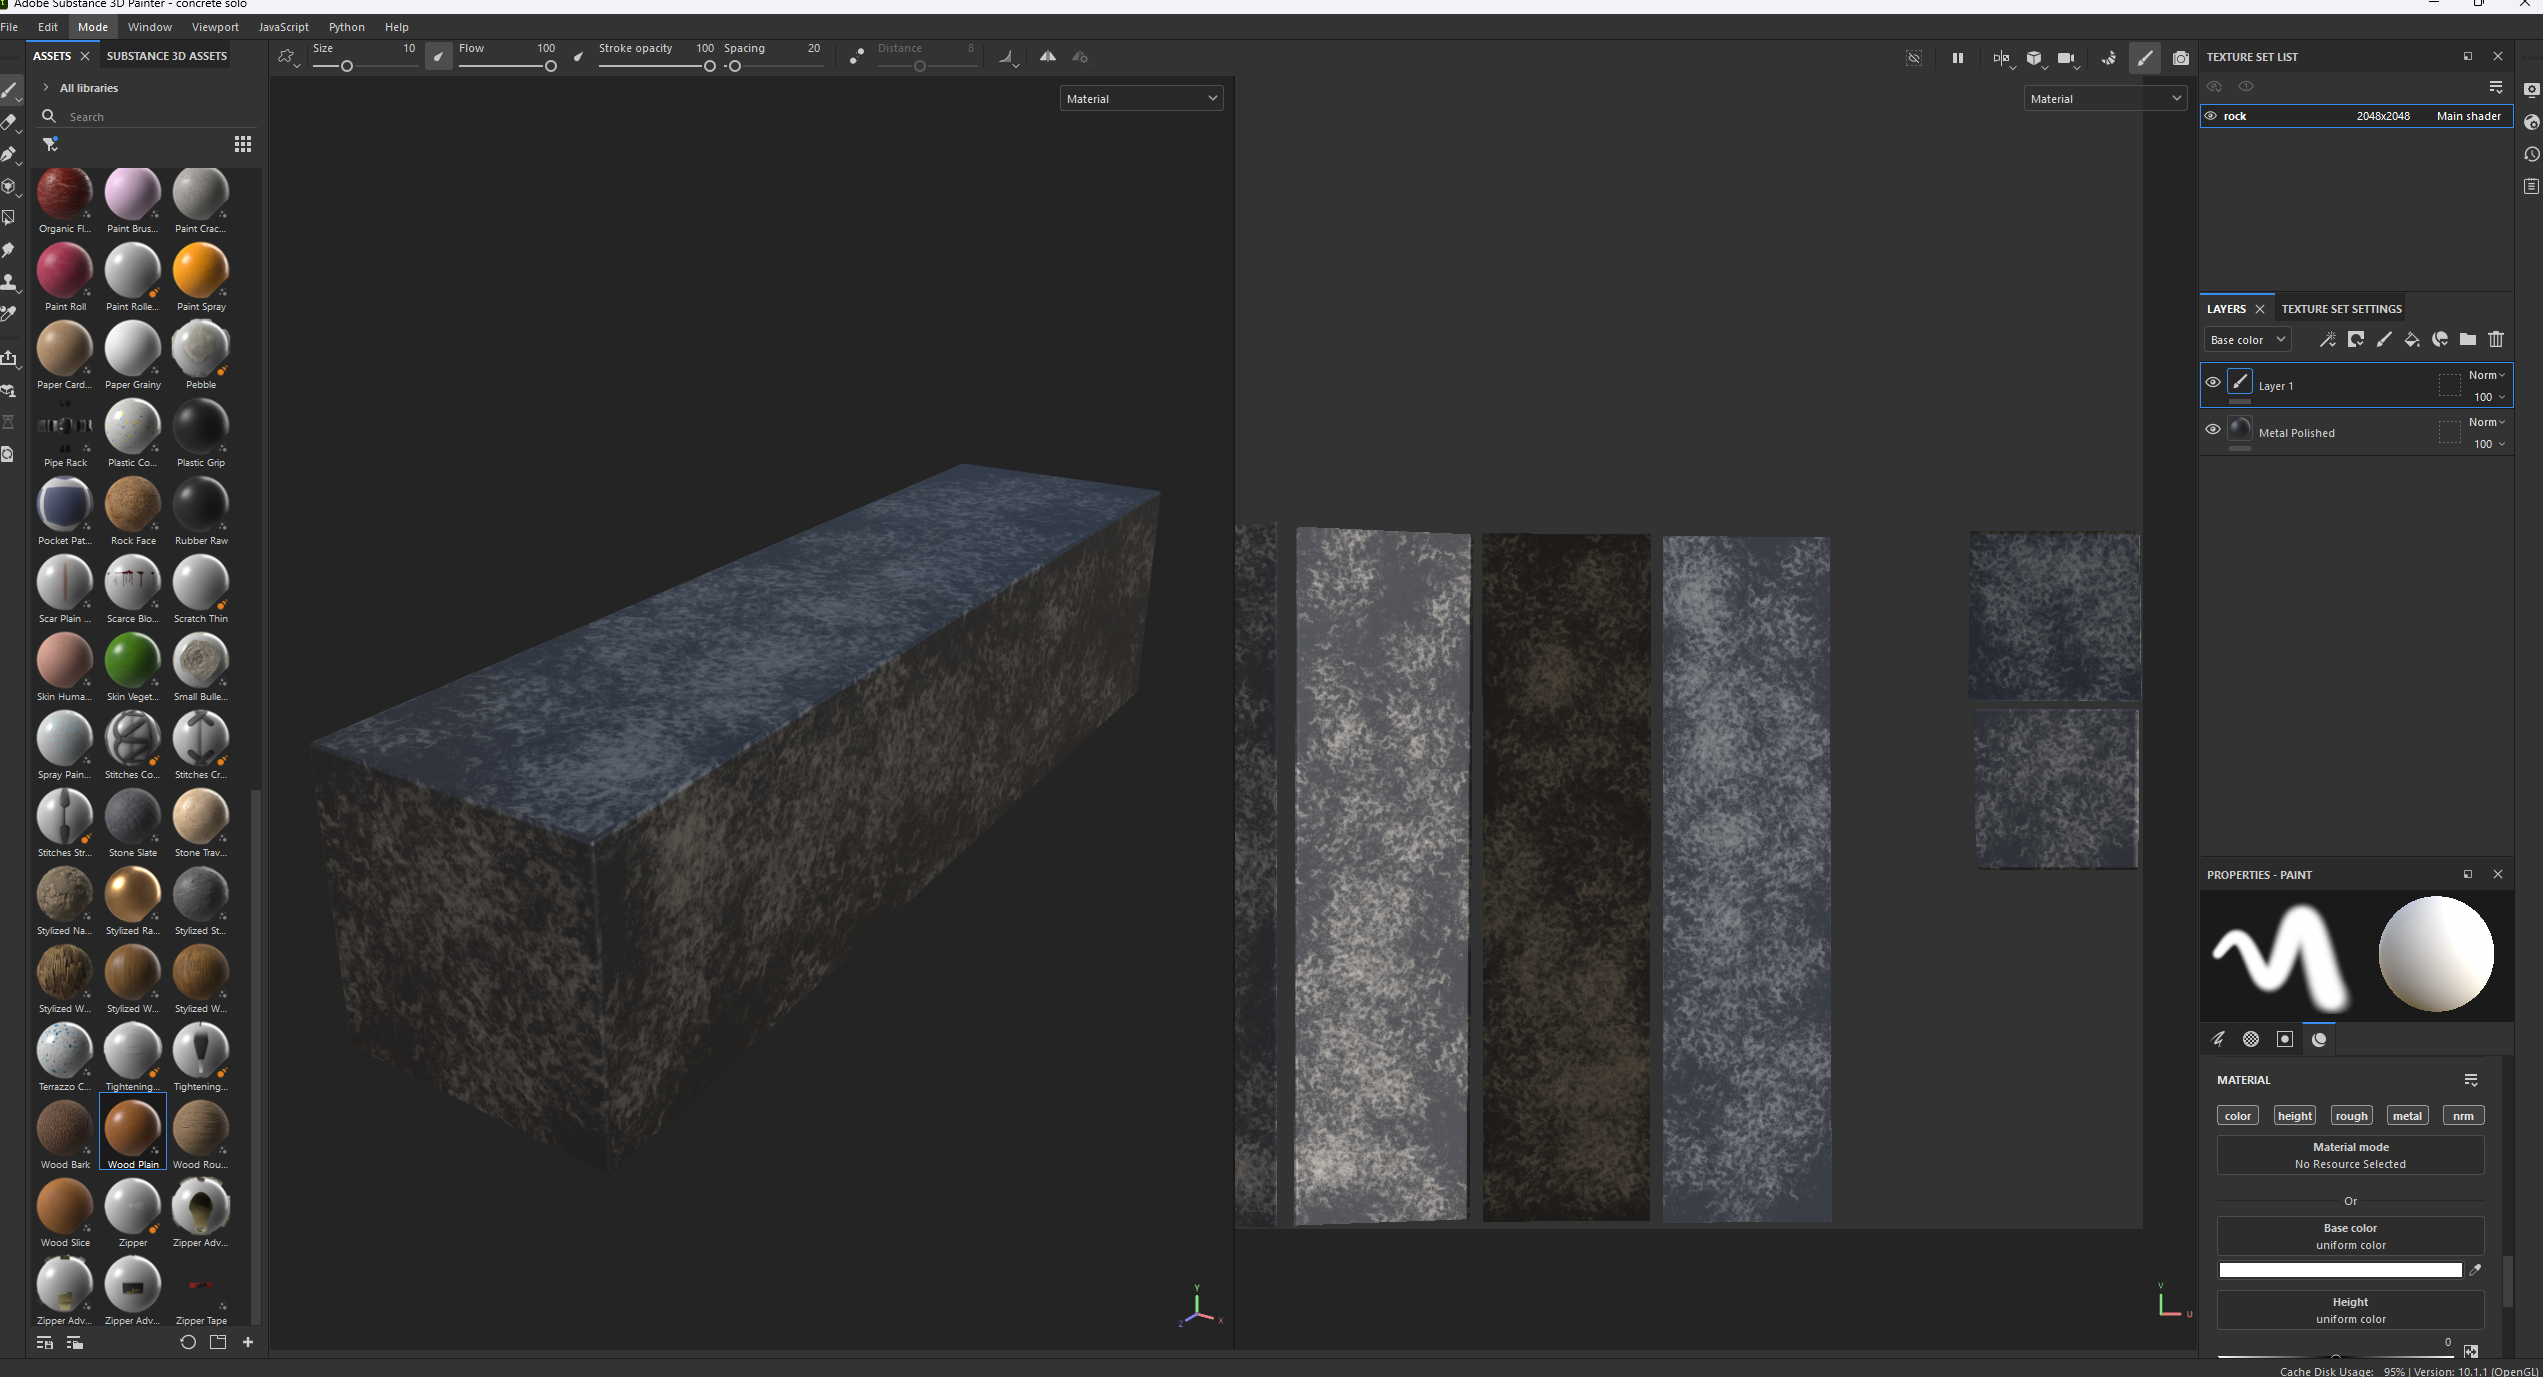 Adobe Substance 3D Painter - concrete solo
File Edit Mode Window Viewport JavaScript Python Help
ASSETS SUBSTANCE 3D ASSETS
Size 10 Flow 100 Stroke opacity 100 Spacing 20 Distance 8
All libraries
Search
Organic Fl... Paint Brus... Paint Crac...
Paint Roll Paint Rolle... Paint Spray
Paper Card... Paper Grainy Pebble
Pipe Rack Plastic Co... Plastic Grip
Pocket Pat... Rock Face Rubber Raw
Scar Plain ... Scarce Blo... Scratch Thin
Skin Huma... Skin Veget... Small Bulle...
Spray Pain... Stitches Co... Stitches Cr...
Stitches Str... Stone Slate Stone Trav...
Stylized Na... Stylized Ra... Stylized St...
Stylized W... Stylized W... Stylized W...
Terrazzo C... Tightening... Tightening...
Wood Bark Wood Plain Wood Rou...
Wood Slice Zipper Zipper Adv...
Zipper Adv... Zipper Adv... Zipper Tape
Material
Y
Z X
Material
V
U
TEXTURE SET LIST
rock 2048x2048 Main shader
LAYERS TEXTURE SET SETTINGS
Base color
Layer 1 Norm
100
Metal Polished Norm
100
PROPERTIES - PAINT
MATERIAL
color height rough metal nrm
Material mode
No Resource Selected
Or
Base color
uniform color
Height
uniform color
0
Cache Disk Usage: 95% | Version: 10.1.1 (OpenGL)